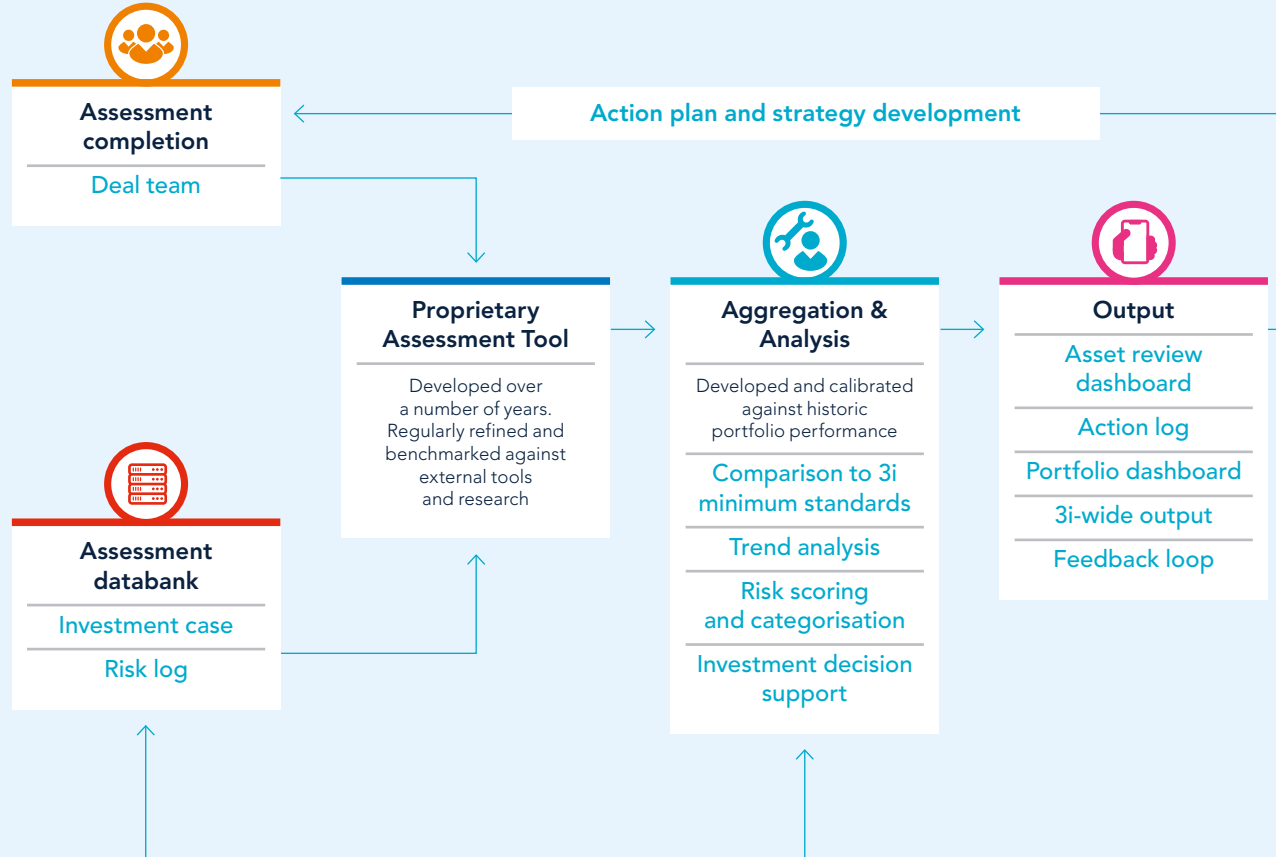 Assessment
completion
Deal team
Action plan and strategy development
Assessment
databank
Investment case
Risk log
Proprietary
Assessment Tool
Developed over
a number of years.
Regularly refined and
benchmarked against
external tools
and research
Aggregation &
Analysis
Developed and calibrated
against historic
portfolio performance
Comparison to 3i
minimum standards
Trend analysis
Risk scoring
and categorisation
Investment decision
support
Output
Asset review
dashboard
Action log
Portfolio dashboard
3i-wide output
Feedback loop